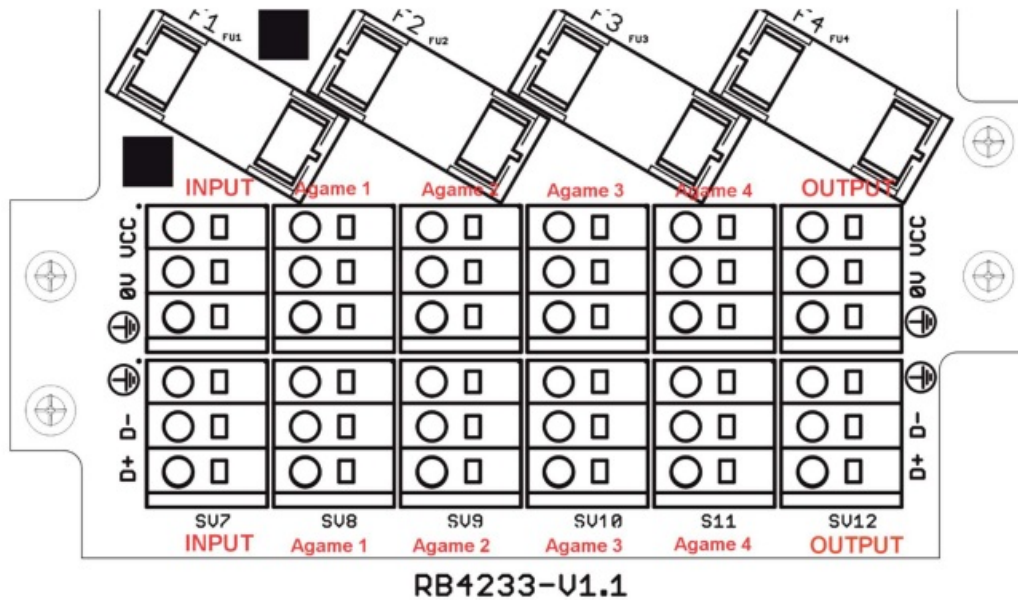 F1 FU1 F2 FU2 F3 FU3 F4 FU4
INPUT Agame 1 Agame 2 Agame 3 Agame 4 OUTPUT
VCC VCC
0V 0V
D- D-
D+ D+
SV7 SV8 SV9 SV10 S11 SV12
INPUT Agame 1 Agame 2 Agame 3 Agame 4 OUTPUT
RB4233-V1.1